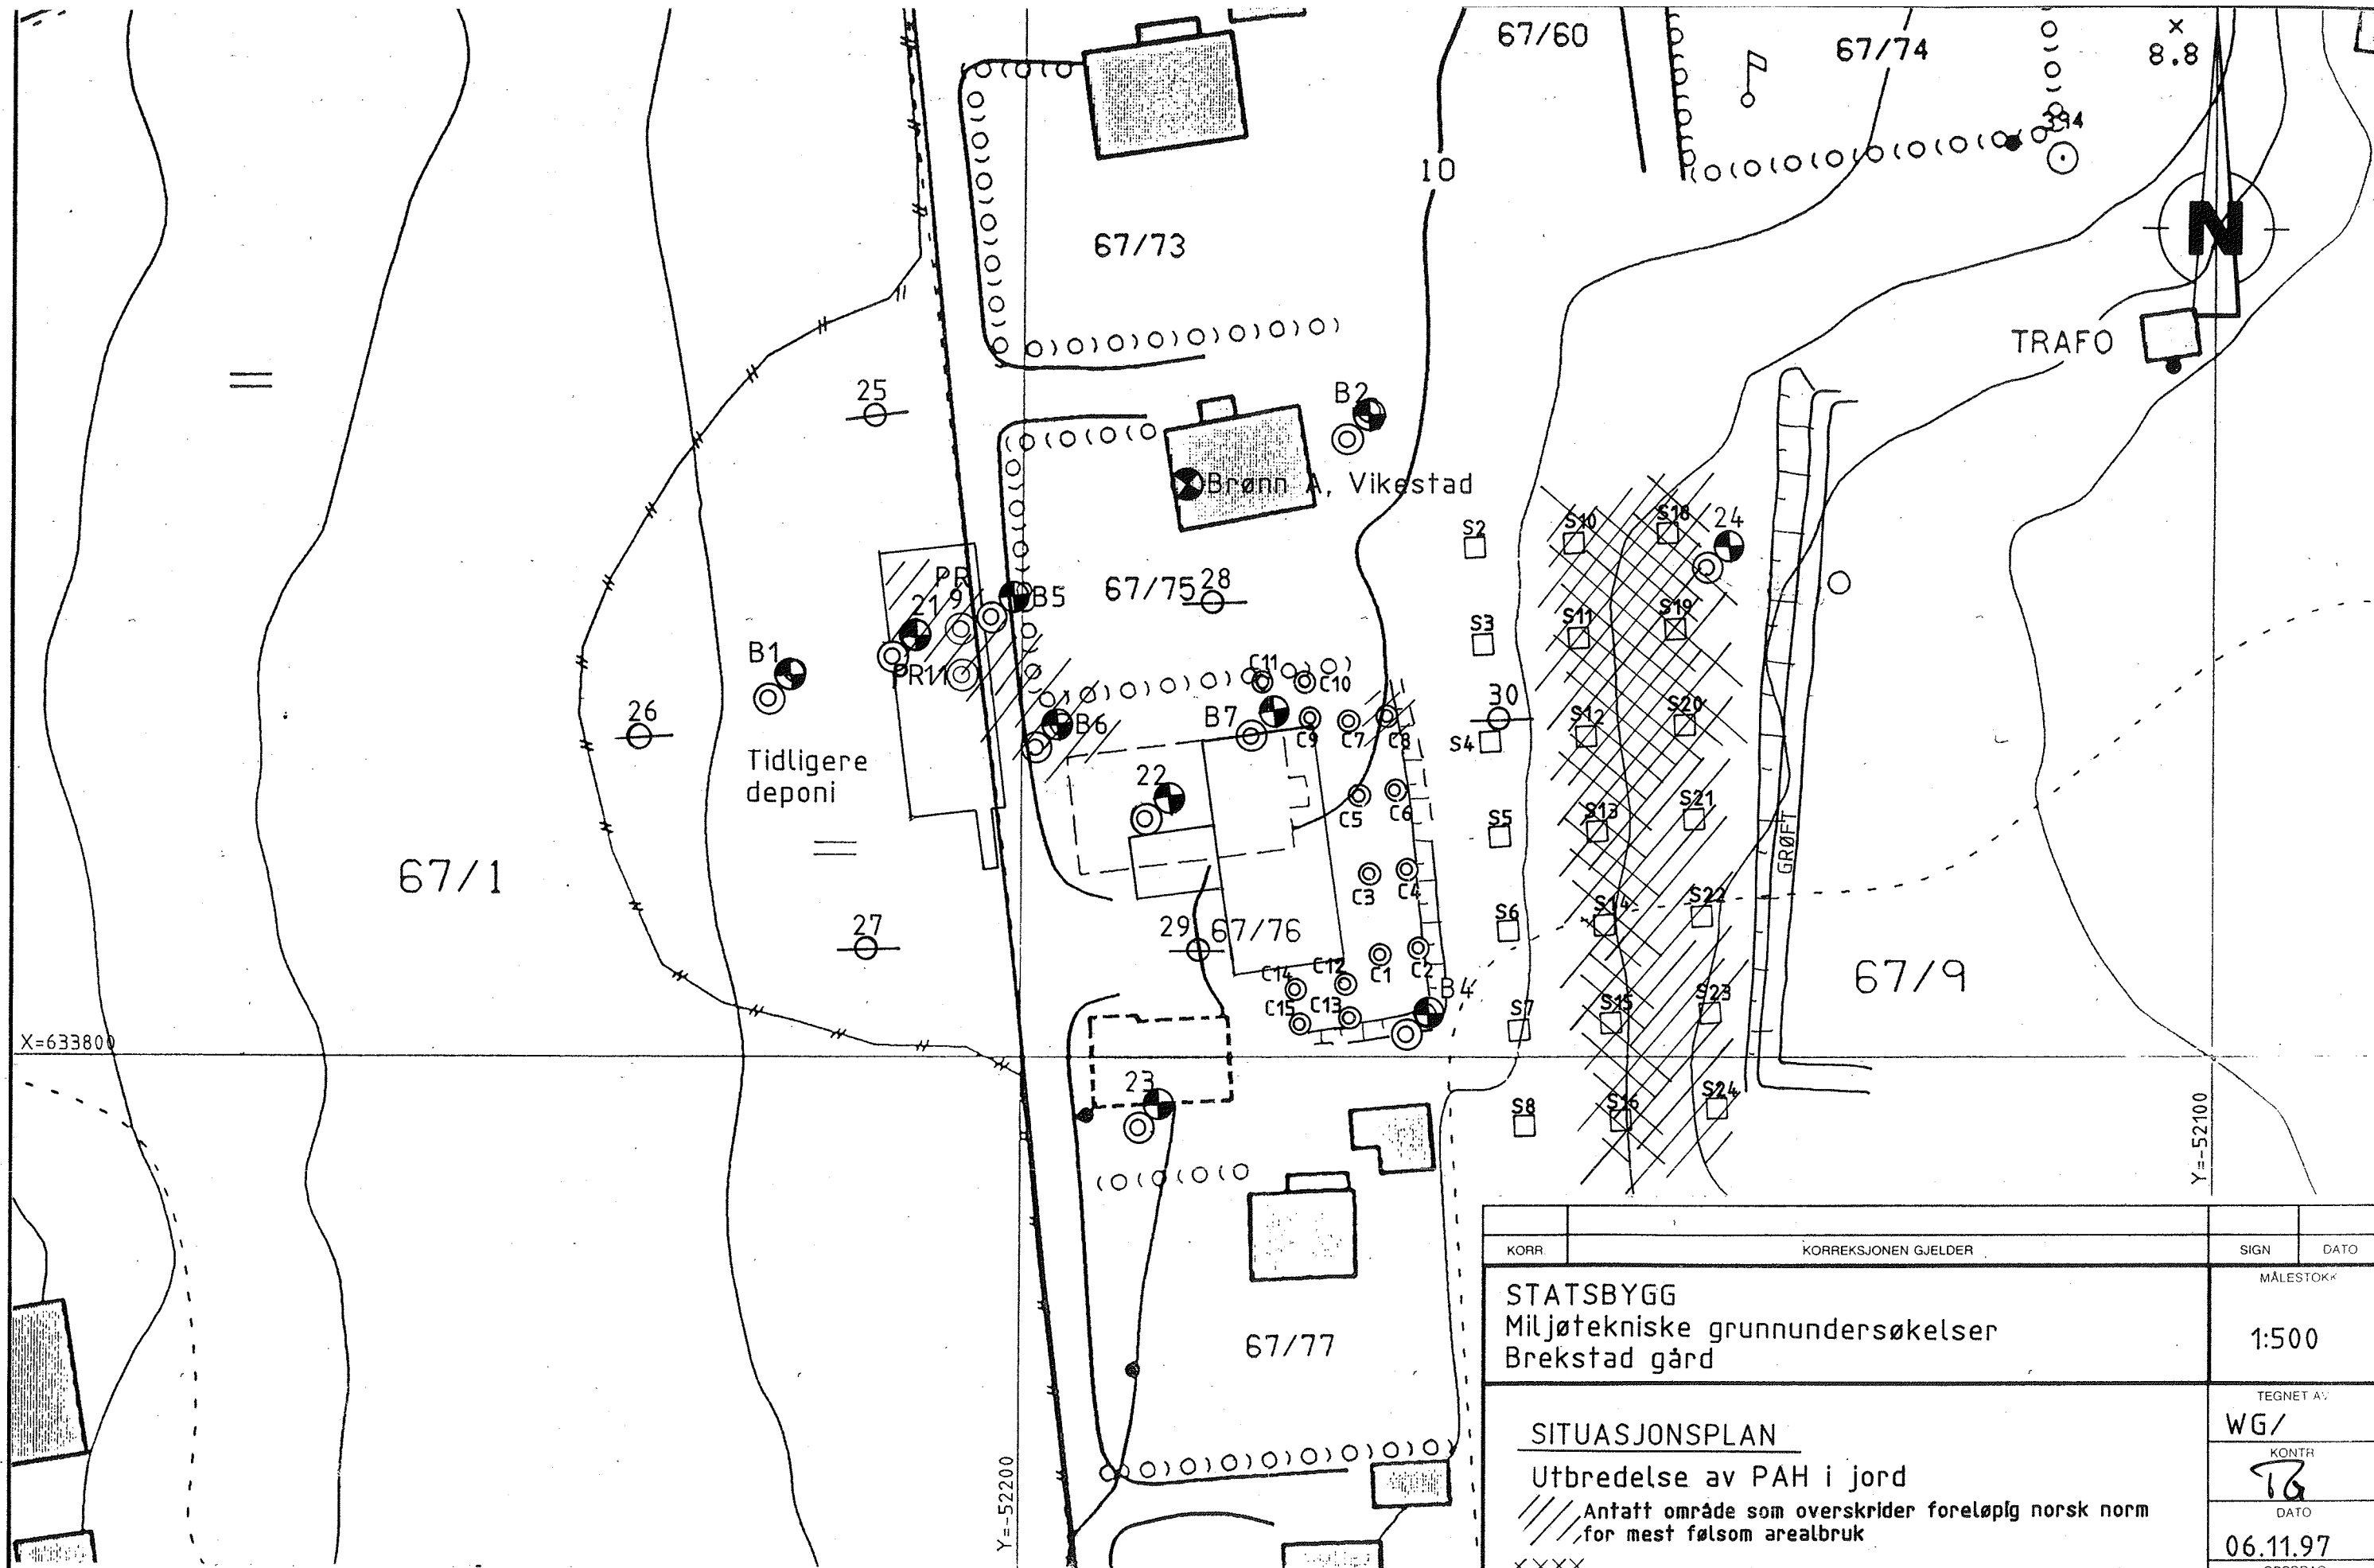 67/60
67/74
8.8
10
67/73
N
TRAFO
25
B2
Brønn A, Vikestad
S2
S10
S18
24
PR
21 9
B5
67/75
28
S3
S11
S19
B1
PR11
C11
C10
30
26
B6
B7
C9
C7
C8
S4
S12
S20
Tidligere
deponi
22
C5
C6
S5
S13
S21
GRØFT
67/1
C3
C4
S6
S14
S22
27
29
67/76
C1
C2
67/9
C14
C12
C15
C13
B4
S7
S15
S23
X=633800
23
S8
S16
S24
Y=-52100
67/77
Y=-52200
KORR.
KORREKSJONEN GJELDER
SIGN
DATO
STATSBYGG
Miljøtekniske grunnundersøkelser
Brekstad gård
MÅLESTOKK
1:500
SITUASJONSPLAN
Utbredelse av PAH i jord
Antatt område som overskrider foreløpig norsk norm
for mest følsom arealbruk
TEGNET AV
WG/
KONTR
TG
DATO
06.11.97